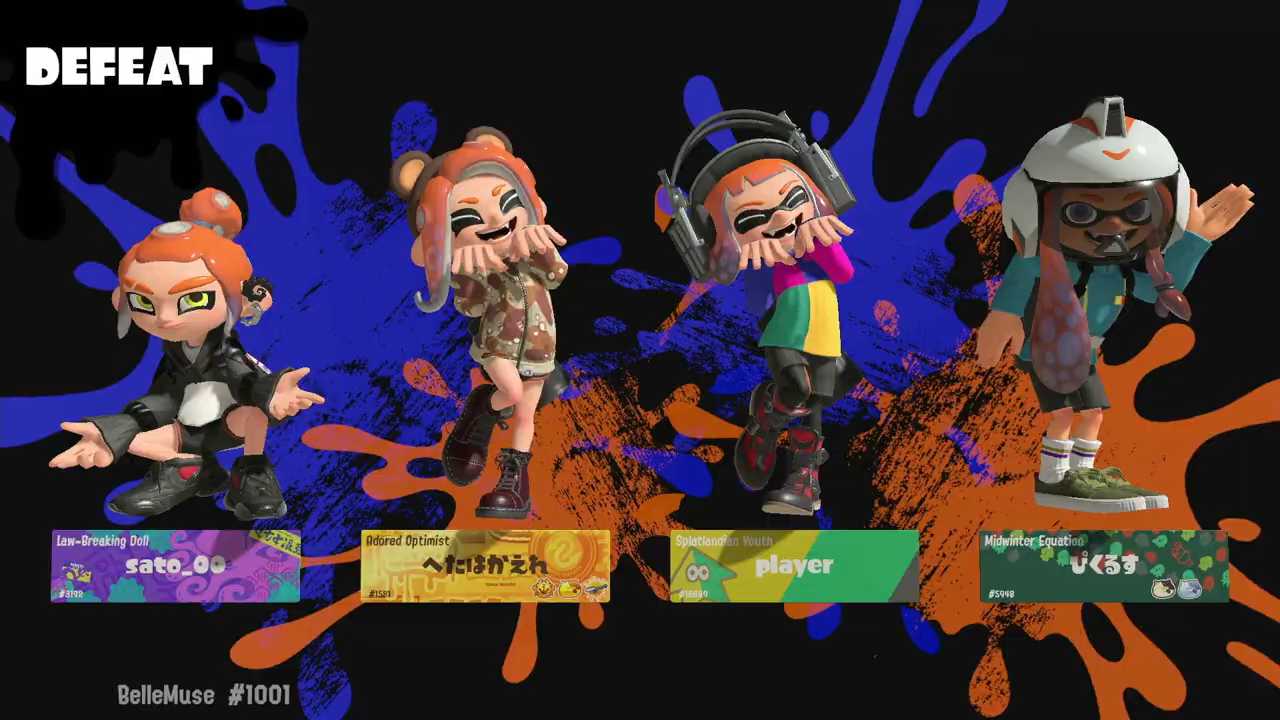 DEFEAT
Law-Breaking Doll
sato_00
#3192
Adored Optimist
へたはかえれ
#1581
Splatlandian Youth
player
Midwinter Equation
ぴくるす
#5948
BelleMuse #1001